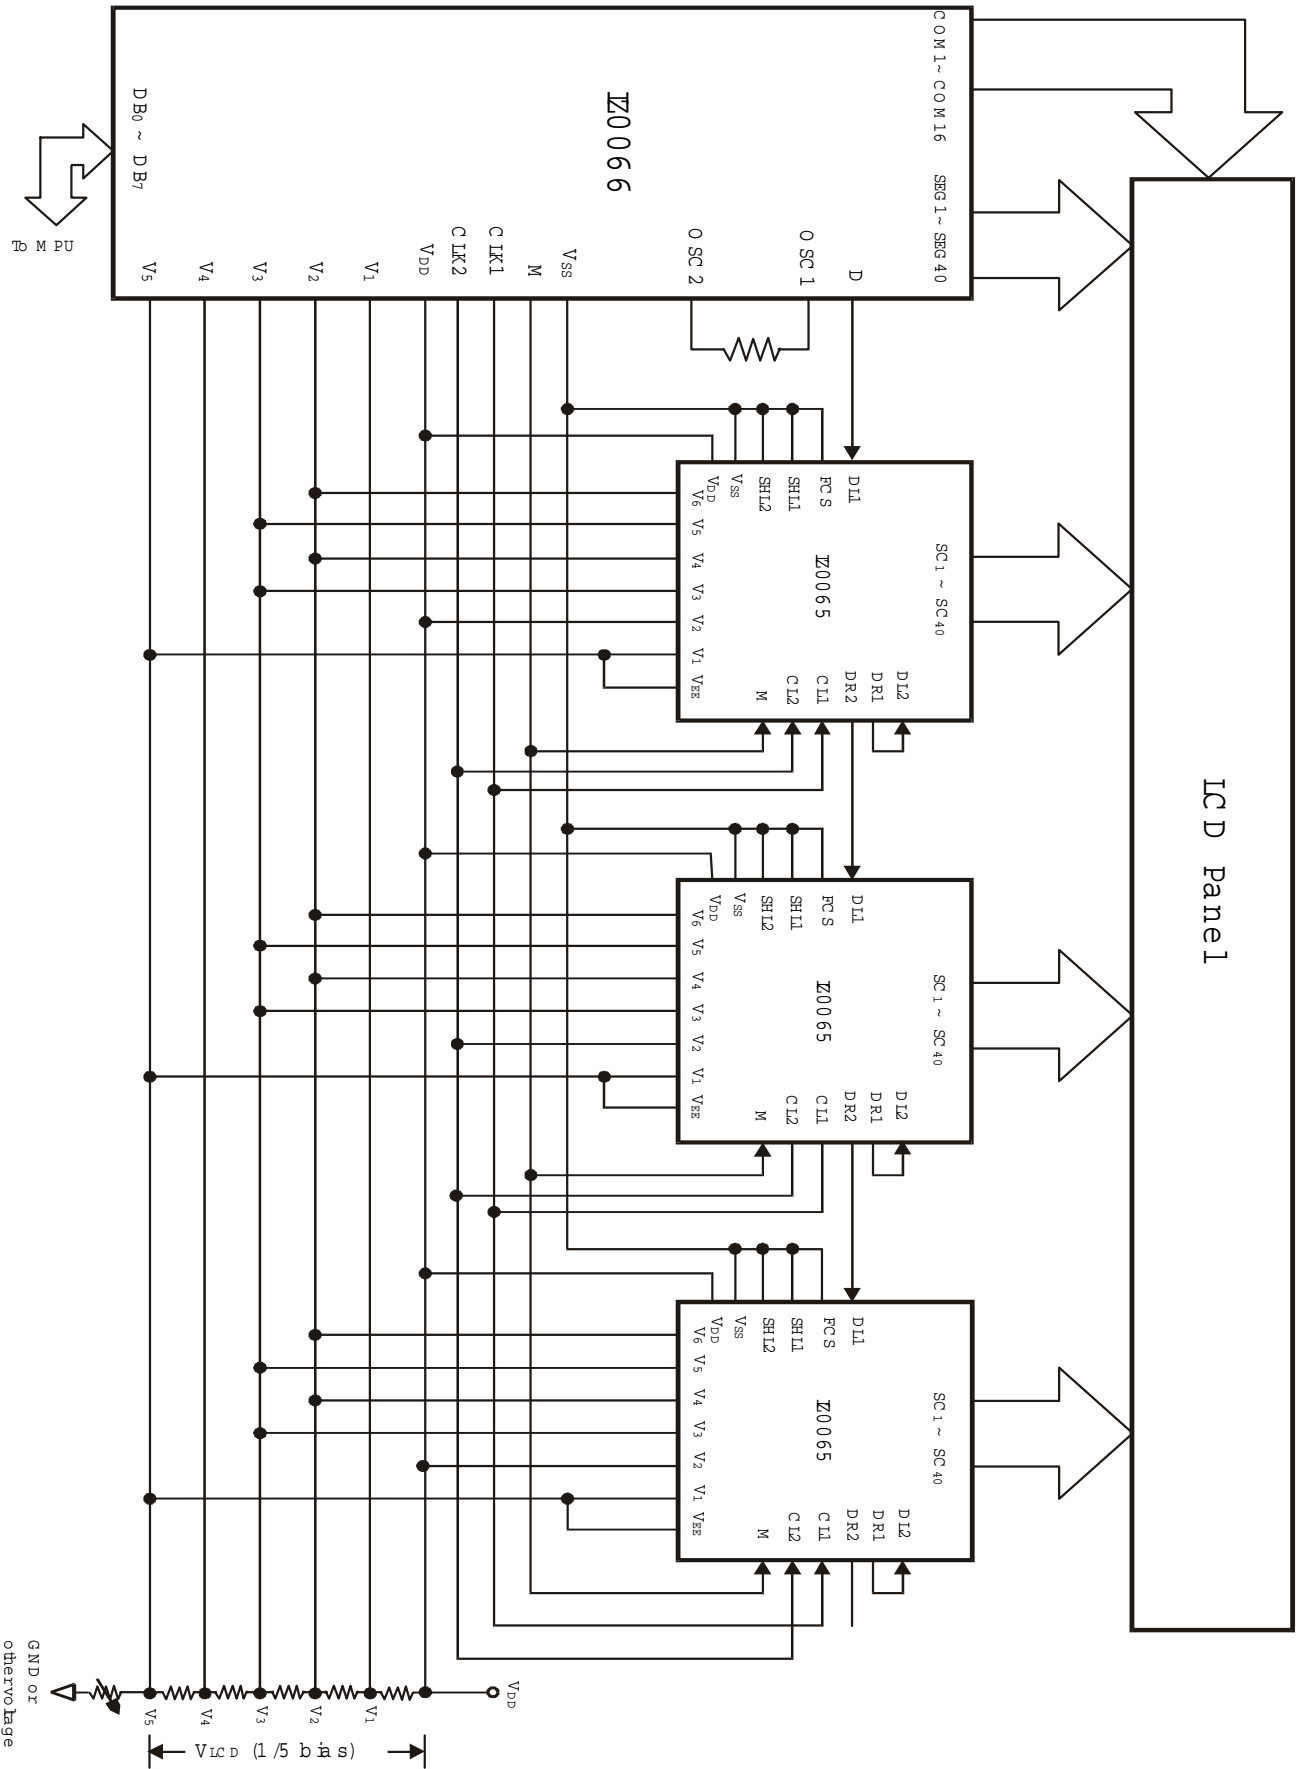 COM1~COM16
SEG1~SEG40
IZ0066
DB0 ~ DB7
To MPU
D
OSC1
OSC2
VSS
M
CLK1
CLK2
VDD
V1
V2
V3
V4
V5
DL1
FCS
SHL1
SHL2
VSS
VDD
V6
V5
V4
V3
V2
V1
VEE
IZ0065
SC1 ~ SC40
DL2
DR1
DR2
CL1
CL2
M
DL1
FCS
SHL1
SHL2
VSS
VDD
V6
V5
V4
V3
V2
V1
VEE
IZ0065
SC1 ~ SC40
DL2
DR1
DR2
CL1
CL2
M
DL1
FCS
SHL1
SHL2
VSS
VDD
V6
V5
V4
V3
V2
V1
VEE
IZ0065
SC1 ~ SC40
DL2
DR1
DR2
CL1
CL2
M
LCD Panel
VDD
V1
V2
V3
V4
V5
VLCD (1/5 bias)
GND or
other voltage